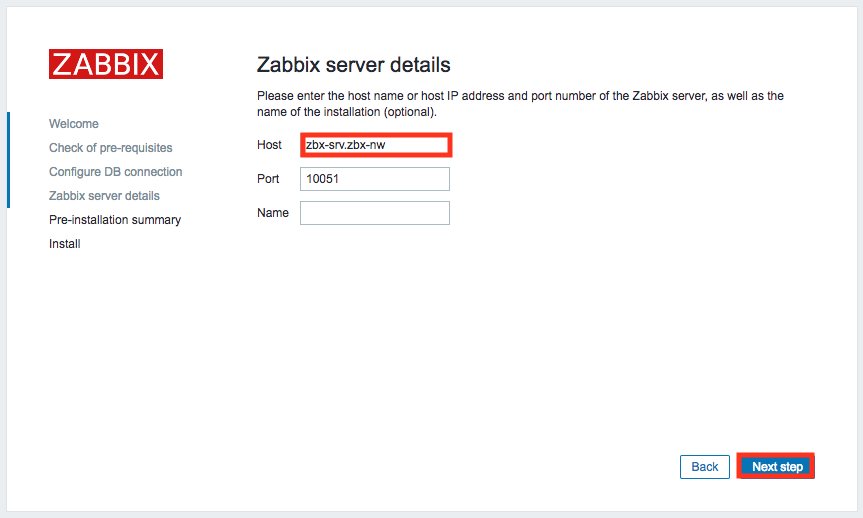 ZABBIX
Welcome
Check of pre-requisites
Configure DB connection
Zabbix server details
Pre-installation summary
Install
Zabbix server details
Please enter the host name or host IP address and port number of the Zabbix server, as well as the
name of the installation (optional).
Host zbx-srv.zbx-nw
Port 10051
Name
Back Next step